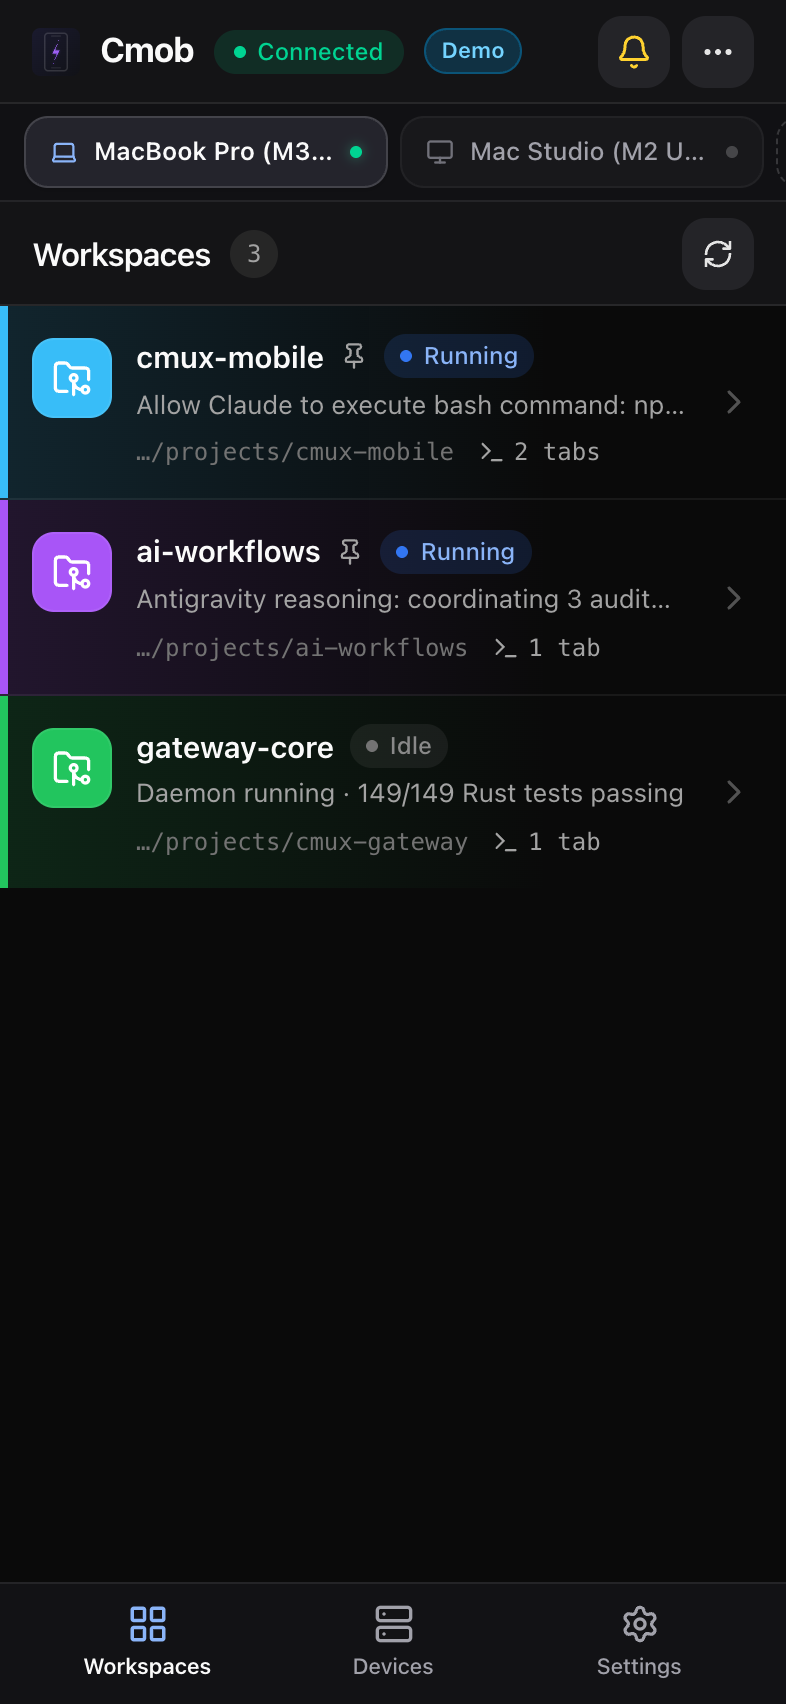 Cmob Connected Demo
MacBook Pro (M3... Mac Studio (M2 U...
Workspaces 3
cmux-mobile Running
Allow Claude to execute bash command: np...
…/projects/cmux-mobile 2 tabs
ai-workflows Running
Antigravity reasoning: coordinating 3 audit...
…/projects/ai-workflows 1 tab
gateway-core Idle
Daemon running · 149/149 Rust tests passing
…/projects/cmux-gateway 1 tab
Workspaces Devices Settings